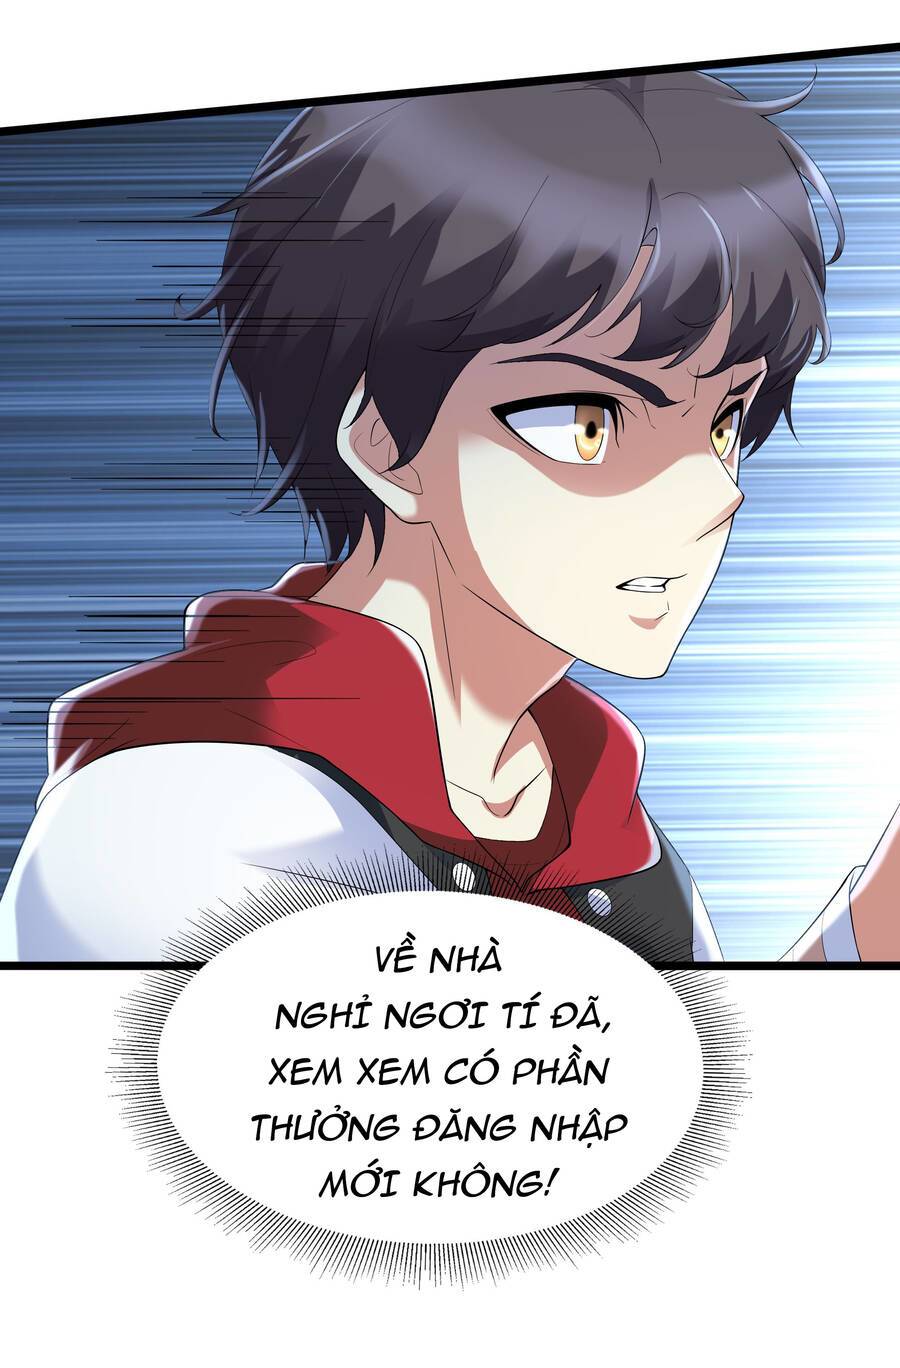 VỀ NHÀ
NGHỈ NGƠI TÍ ĐÃ,
XEM XEM CÓ PHẦN
THƯỞNG ĐĂNG NHẬP
MỚI KHÔNG!